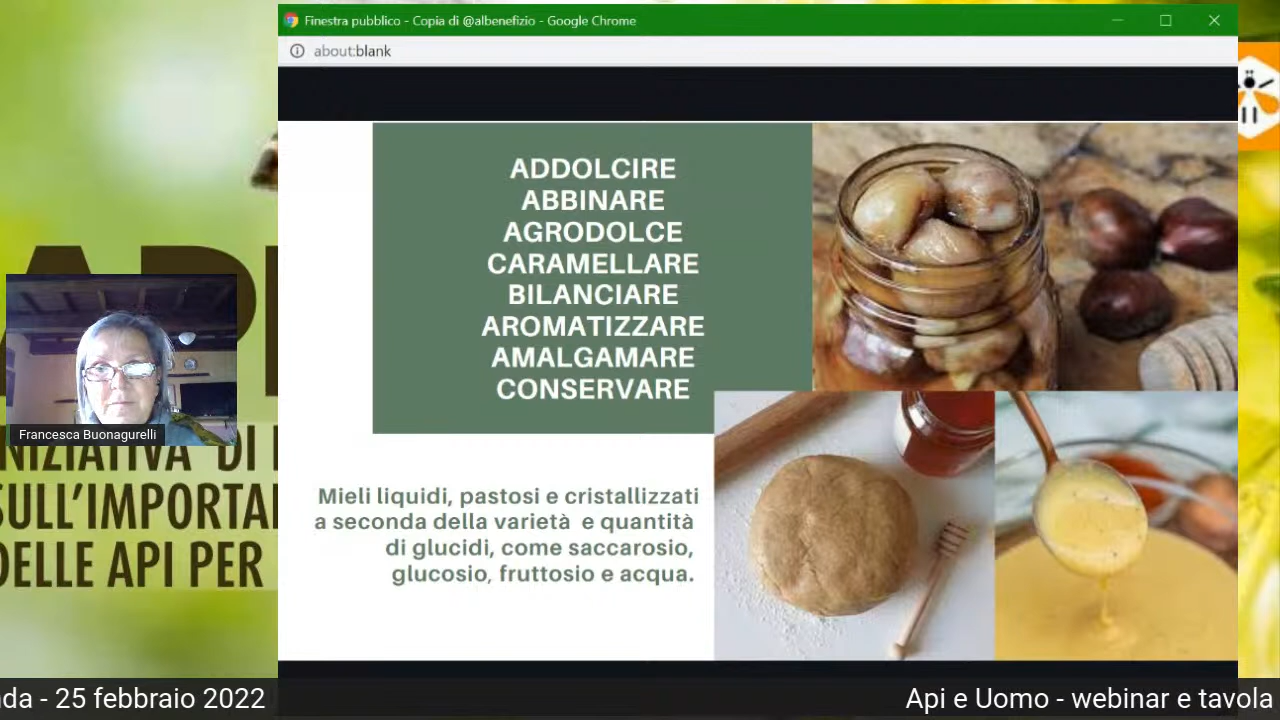 Finestra pubblico - Copia di @albenefizio - Google Chrome
about:blank
ADDOLCIRE
ABBINARE
AGRODOLCE
CARAMELLARE
BILANCIARE
AROMATIZZARE
AMALGAMARE
CONSERVARE
Mieli liquidi, pastosi e cristallizzati
a seconda della varietà e quantità
di glucidi, come saccarosio,
glucosio, fruttosio e acqua.
Francesca Buonagurelli
NIZIATIVA DI
SULL'IMPORTA
DELLE API PER
da - 25 febbraio 2022
Api e Uomo - webinar e tavola